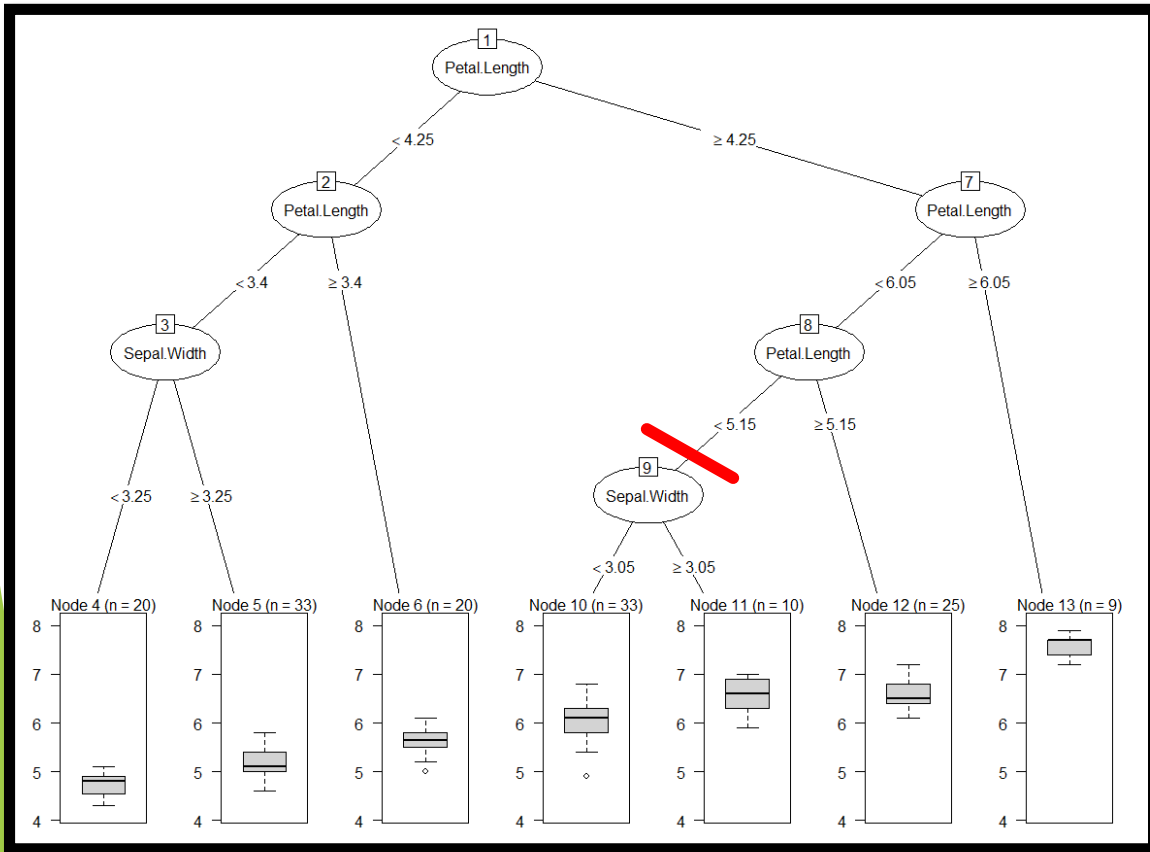 1
Petal.Length
< 4.25
≥ 4.25
2
Petal.Length
7
Petal.Length
< 3.4
≥ 3.4
< 6.05
≥ 6.05
3
Sepal.Width
8
Petal.Length
< 5.15
≥ 5.15
9
Sepal.Width
< 3.25
≥ 3.25
< 3.05
≥ 3.05
Node 4 (n = 20)
Node 5 (n = 33)
Node 6 (n = 20)
Node 10 (n = 33)
Node 11 (n = 10)
Node 12 (n = 25)
Node 13 (n = 9)
8 8 8 8 8 8 8
7 7 7 7 7 7 7
6 6 6 6 6 6 6
5 5 5 5 5 5 5
4 4 4 4 4 4 4